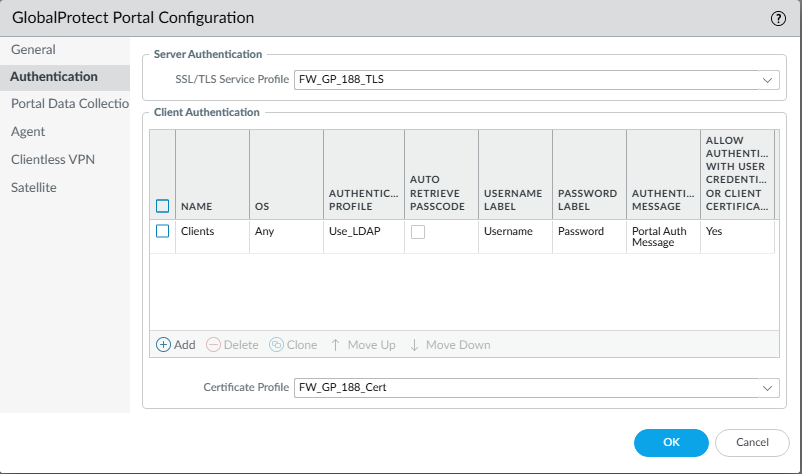 GlobalProtect Portal Configuration
?
General
Authentication
Portal Data Collectio
Agent
Clientless VPN
Satellite
Server Authentication
SSL/TLS Service Profile FW_GP_188_TLS
Client Authentication
NAME
OS
AUTHENTIC...
PROFILE
AUTO
RETRIEVE
PASSCODE
USERNAME
LABEL
PASSWORD
LABEL
AUTHENTI...
MESSAGE
ALLOW
AUTHENTI...
WITH USER
CREDENTI...
OR CLIENT
CERTIFICA...
Clients Any Use_LDAP Username Password Portal Auth Yes
Message
Add Delete Clone Move Up Move Down
Certificate Profile FW_GP_188_Cert
OK Cancel